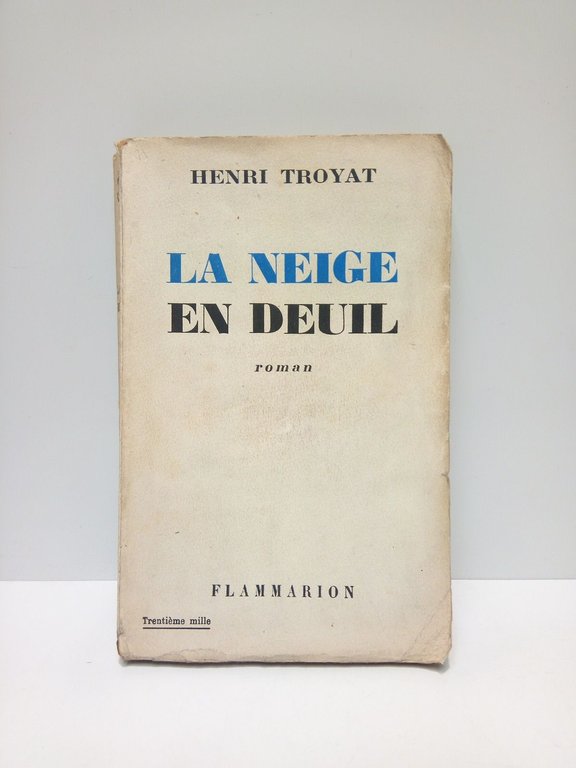 HENRI TROYAT
LA NEIGE
EN DEUIL
roman
FLAMMARION
Trentième mille